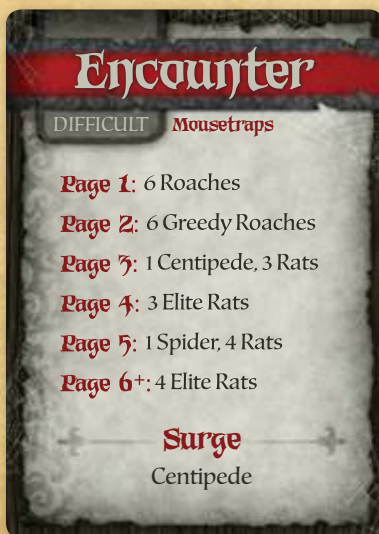 Encounter
DIFFICULT Mousetraps
Page 1: 6 Roaches
Page 2: 6 Greedy Roaches
Page 3: 1 Centipede, 3 Rats
Page 4: 3 Elite Rats
Page 5: 1 Spider, 4 Rats
Page 6+: 4 Elite Rats
Surge
Centipede